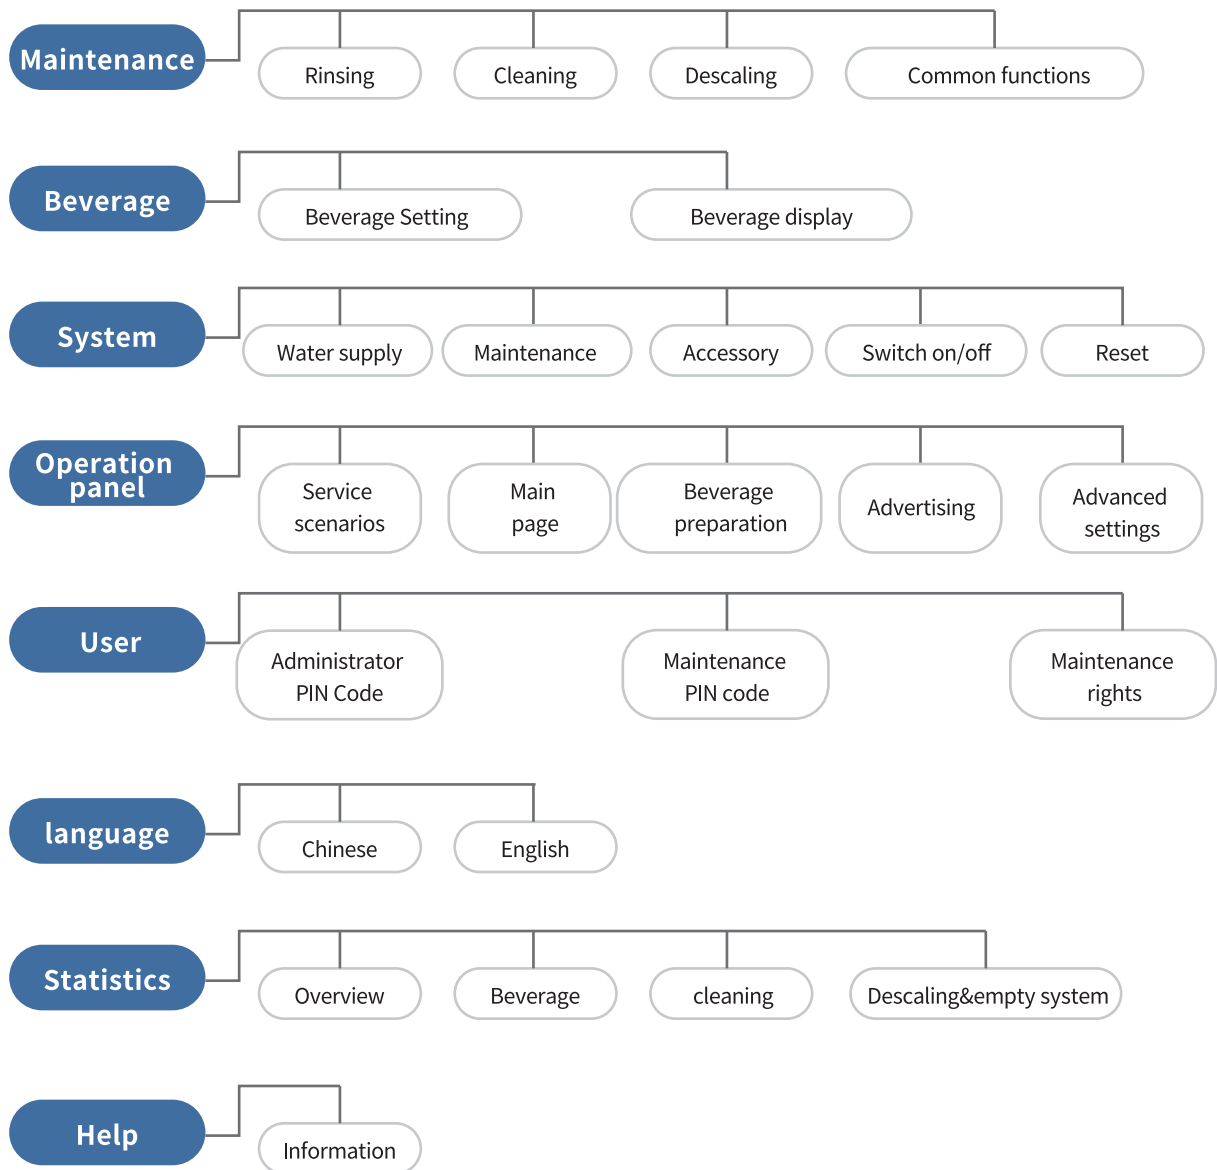 Maintenance
Rinsing
Cleaning
Descaling
Common functions
Beverage
Beverage Setting
Beverage display
System
Water supply
Maintenance
Accessory
Switch on/off
Reset
Operation
panel
Service
scenarios
Main
page
Beverage
preparation
Advertising
Advanced
settings
User
Administrator
PIN Code
Maintenance
PIN code
Maintenance
rights
language
Chinese
English
Statistics
Overview
Beverage
cleaning
Descaling&empty system
Help
Information